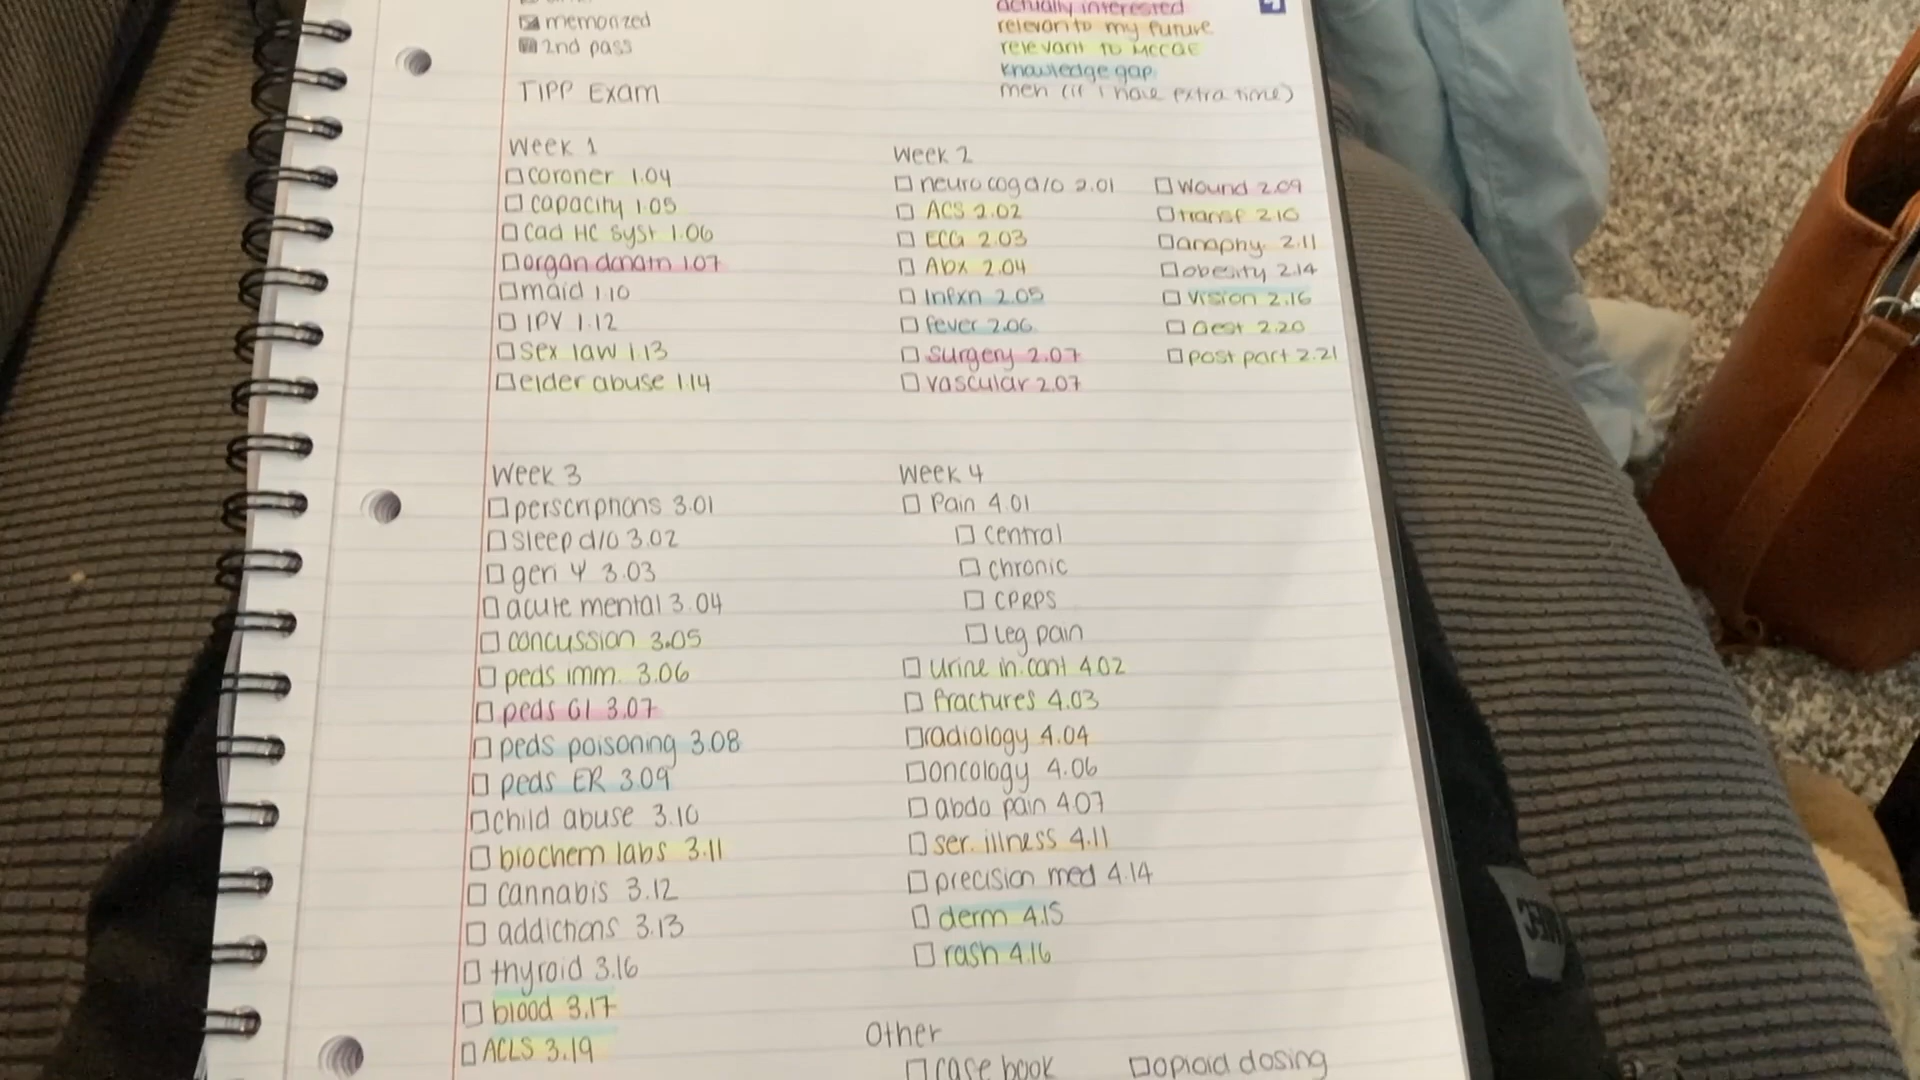 memorized
2nd pass
TIPP Exam
actually interested
relevant to my future
relevant to MCCQE
knowledge gap
meh (if i have extra time)
Week 1
coroner 1.04
capacity 1.05
Cad HC syst 1.06
organ donatn 1.07
maid 1.10
IPV 1.12
sex law 1.13
elder abuse 1.14
Week 2
neuro cog d/o 2.01
ACS 2.02
ECG 2.03
Abx 2.04
Infxn 2.05
fever 2.06
surgery 2.07
vascular 2.07
wound 2.09
transf 2.10
anaphy. 2.11
obesity 2.14
vision 2.16
Gest 2.20
post part 2.21
Week 3
perscriptions 3.01
sleep d/o 3.02
geri Ψ 3.03
acute mental 3.04
concussion 3.05
peds imm. 3.06
peds GI 3.07
peds poisoning 3.08
peds ER 3.09
child abuse 3.10
biochem labs 3.11
cannabis 3.12
addictions 3.13
thyroid 3.16
blood 3.17
ACLS 3.19
Week 4
Pain 4.01
central
chronic
CPRPS
leg pain
urine in.cont 4.02
fractures 4.03
radiology 4.04
oncology 4.06
abdo pain 4.07
ser. illness 4.11
precision med 4.14
derm 4.15
rash 4.16
Other
case book
opioid dosing